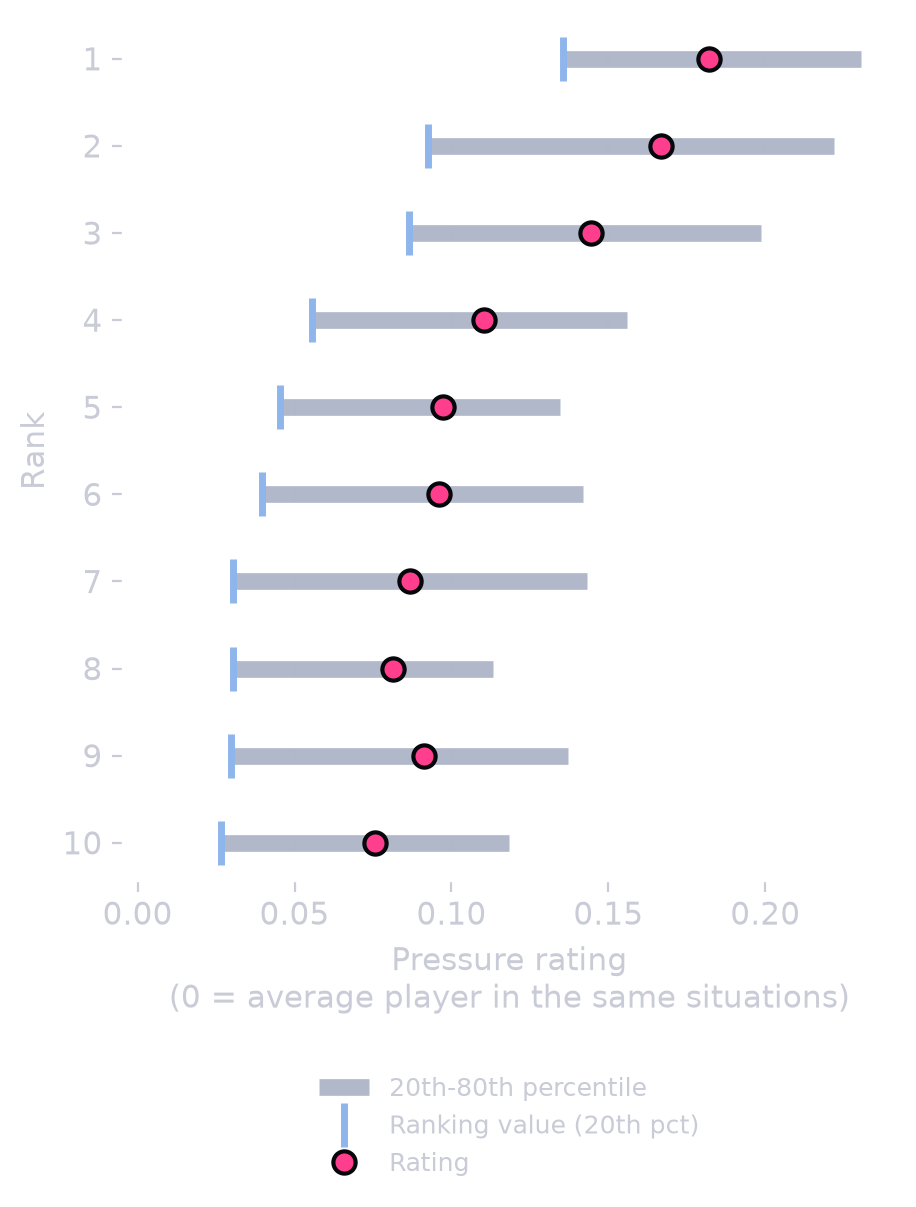 1
2
3
4
5
6
7
8
9
10
Rank
0.00 0.05 0.10 0.15 0.20
Pressure rating
(0 = average player in the same situations)
20th-80th percentile
Ranking value (20th pct)
Rating